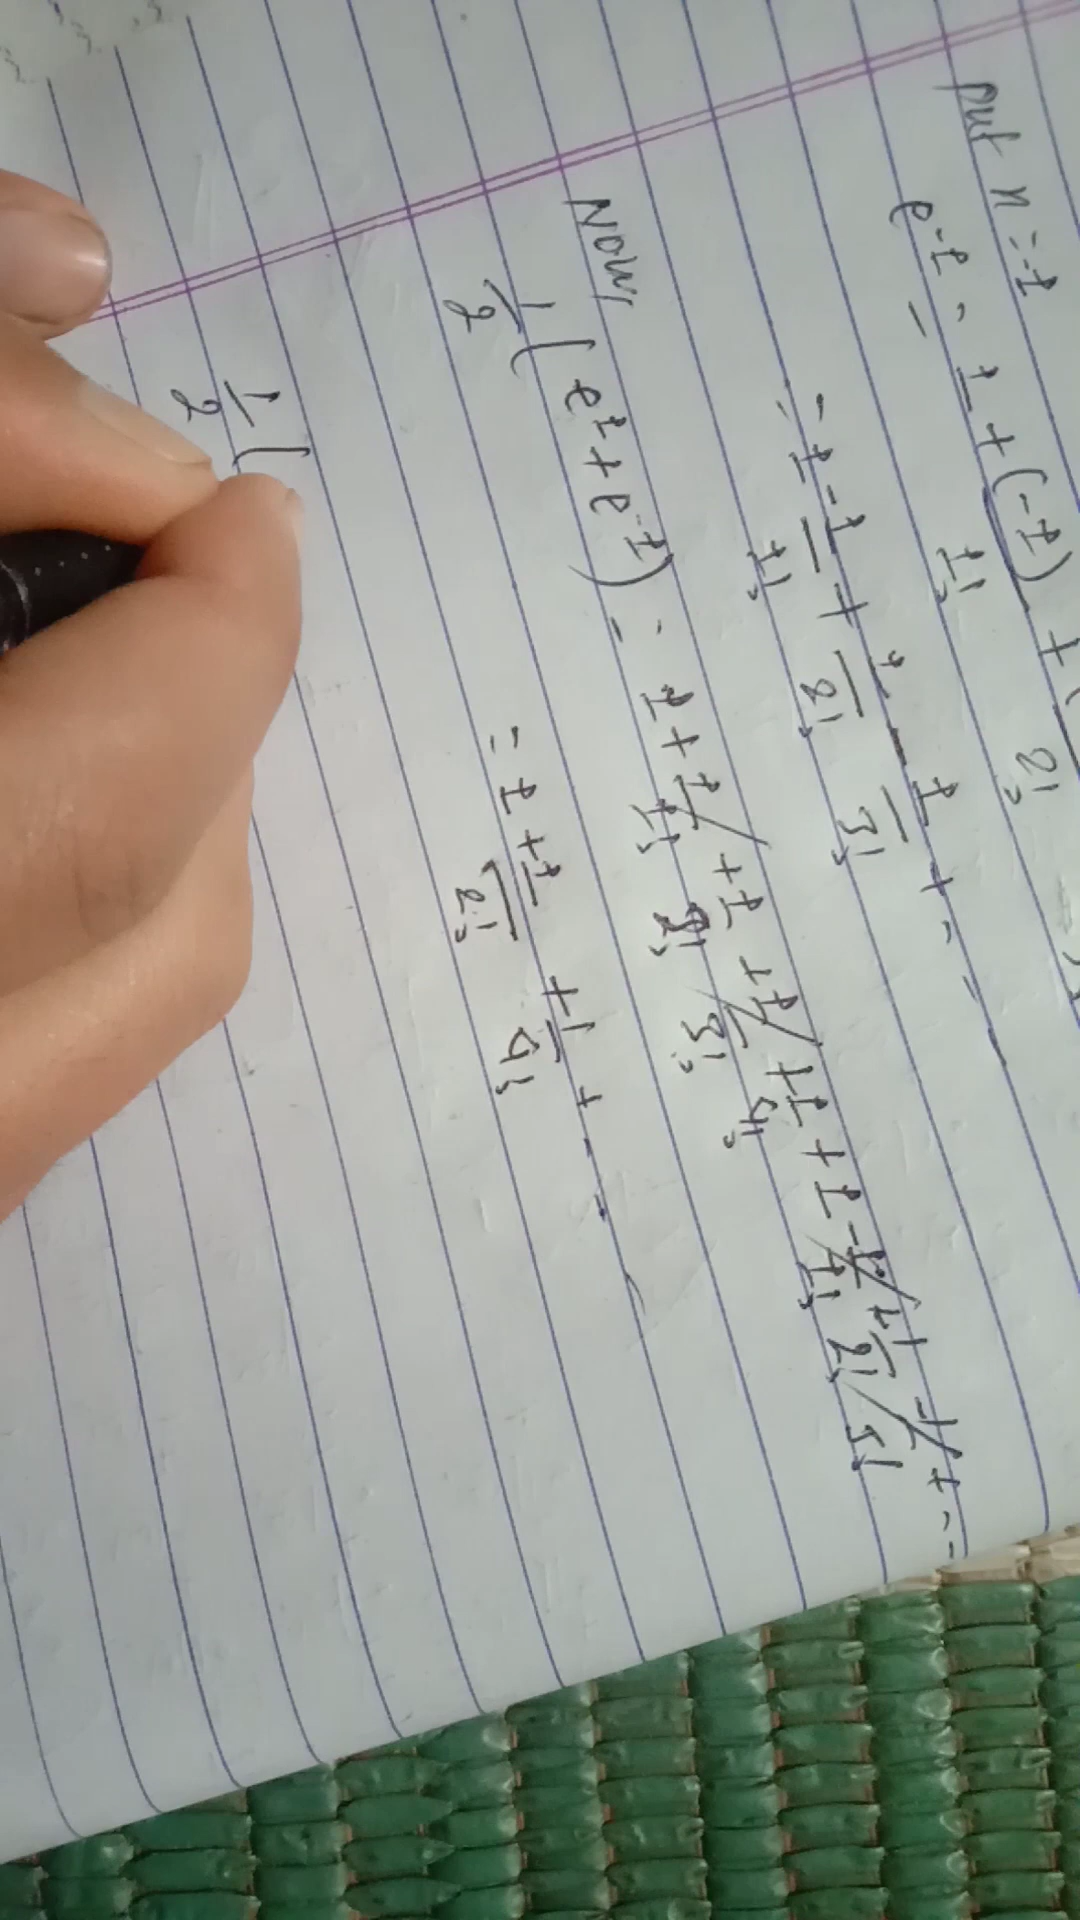 put n = -1
e^-1 = 1 + (-1)/1! + ( /2!
= 1 - 1/1! + 1/2! - 1/3! + - - -
Now,
1/2 (e^1 + e^-1) = 1 + 1/1! + 1/2! + 1/3! + 1/4! + 1 - 1/1! + 1/2! - 1/3! + - -
= 1 + 1/2! + 1/4! + - - -
1/2 (